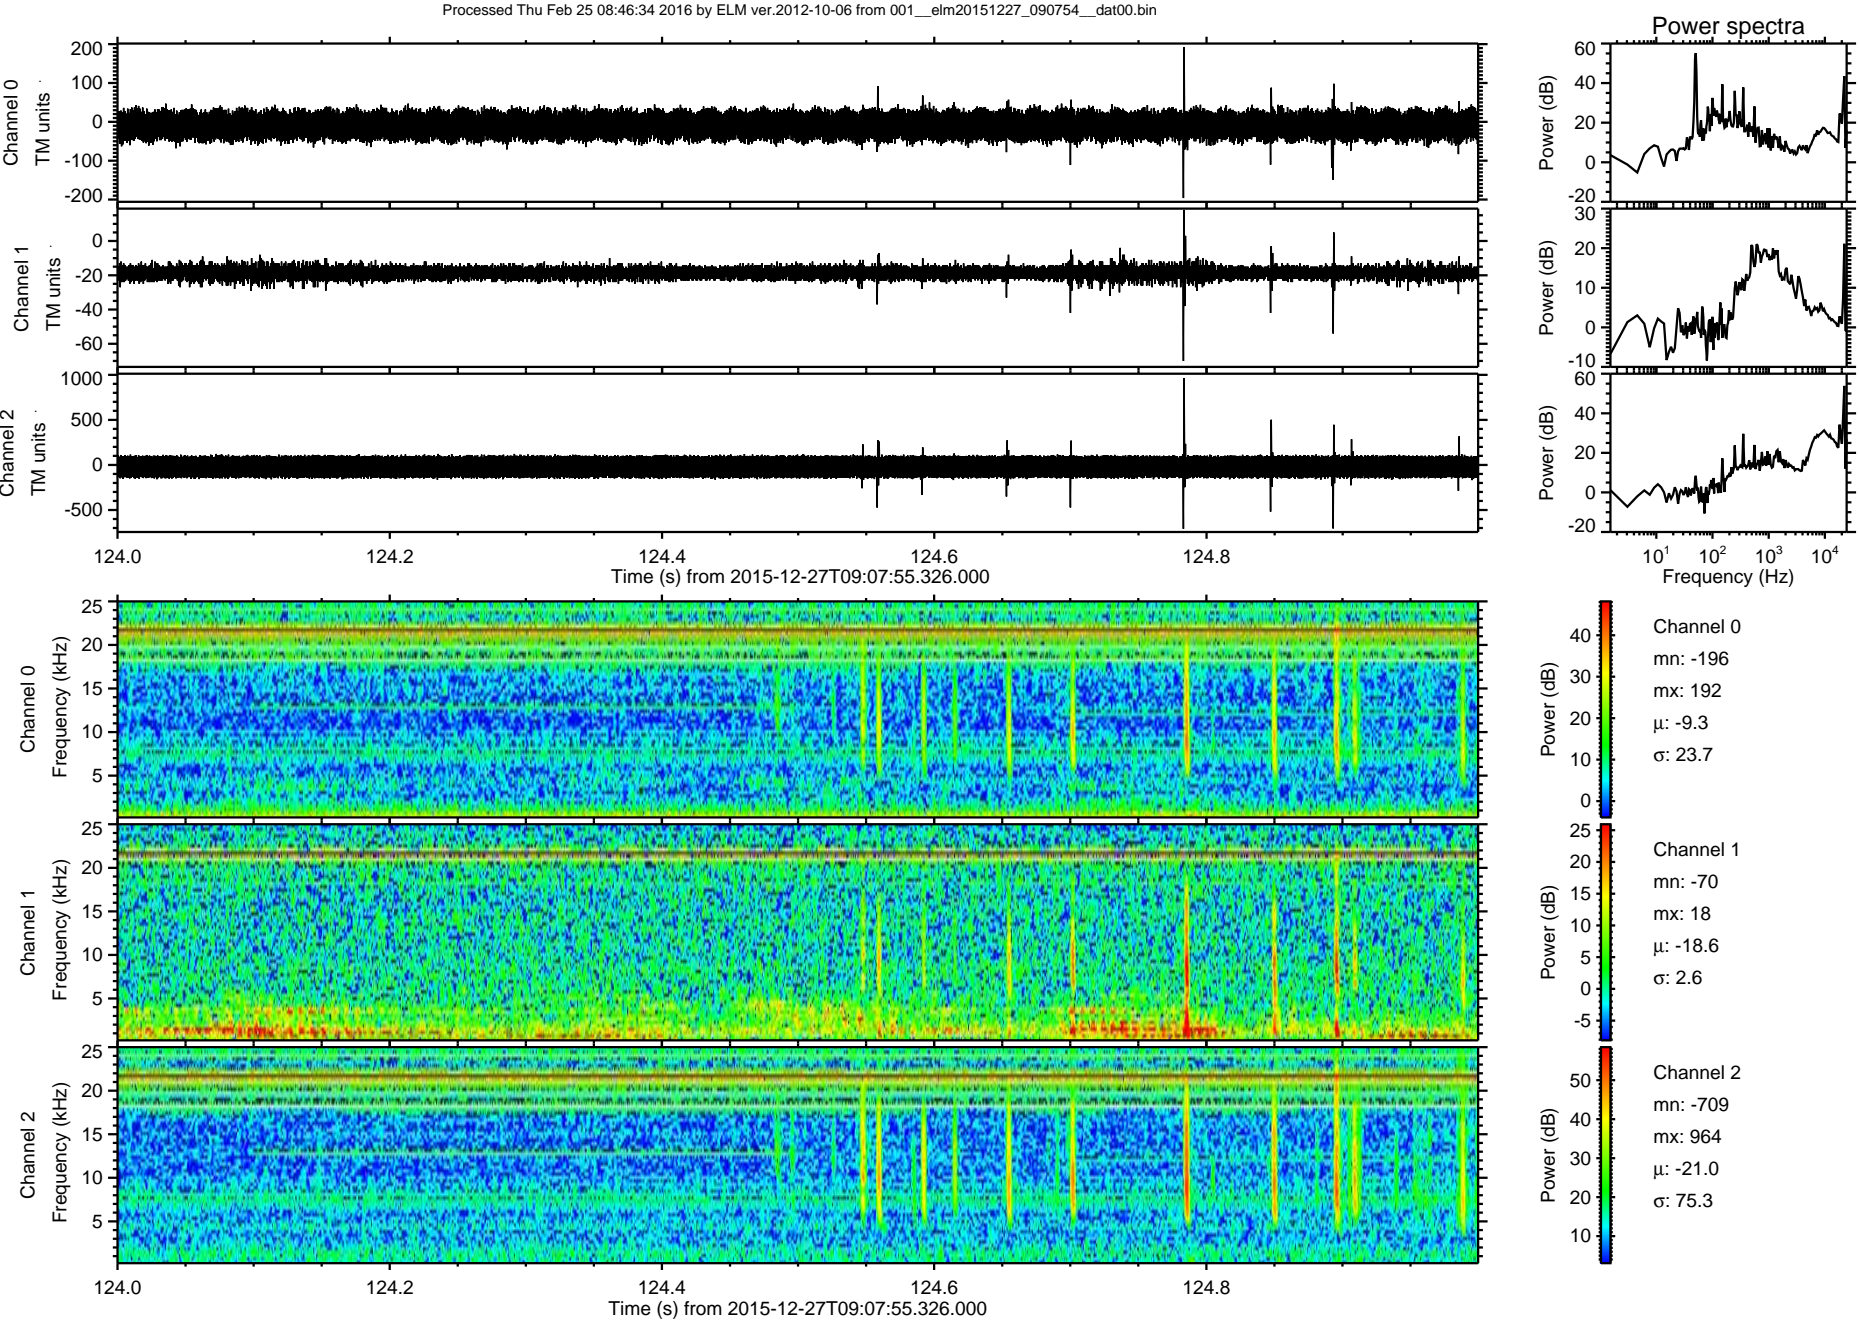 Processed Thu Feb 25 08:46:34 2016 by ELM ver.2012-10-06 from 001__elm20151227_090754__dat00.bin
Power spectra
Channel 0
TM units
200
100
0
-100
-200
Power (dB)
60
40
20
0
-20
Channel 1
TM units
0
-20
-40
-60
Power (dB)
30
20
10
0
-10
Channel 2
TM units
1000
500
0
-500
Power (dB)
60
40
20
0
-20
124.0 124.2 124.4 124.6 124.8
Time (s) from 2015-12-27T09:07:55.326.000
10^1 10^2 10^3 10^4
Frequency (Hz)
Channel 0
Frequency (kHz)
25
20
15
10
5
Power (dB)
40
30
20
10
0
Channel 0
mn: -196
mx: 192
μ: -9.3
σ: 23.7
Channel 1
Frequency (kHz)
25
20
15
10
5
Power (dB)
25
20
15
10
5
0
-5
Channel 1
mn: -70
mx: 18
μ: -18.6
σ: 2.6
Channel 2
Frequency (kHz)
25
20
15
10
5
Power (dB)
50
40
30
20
10
Channel 2
mn: -709
mx: 964
μ: -21.0
σ: 75.3
124.0 124.2 124.4 124.6 124.8
Time (s) from 2015-12-27T09:07:55.326.000